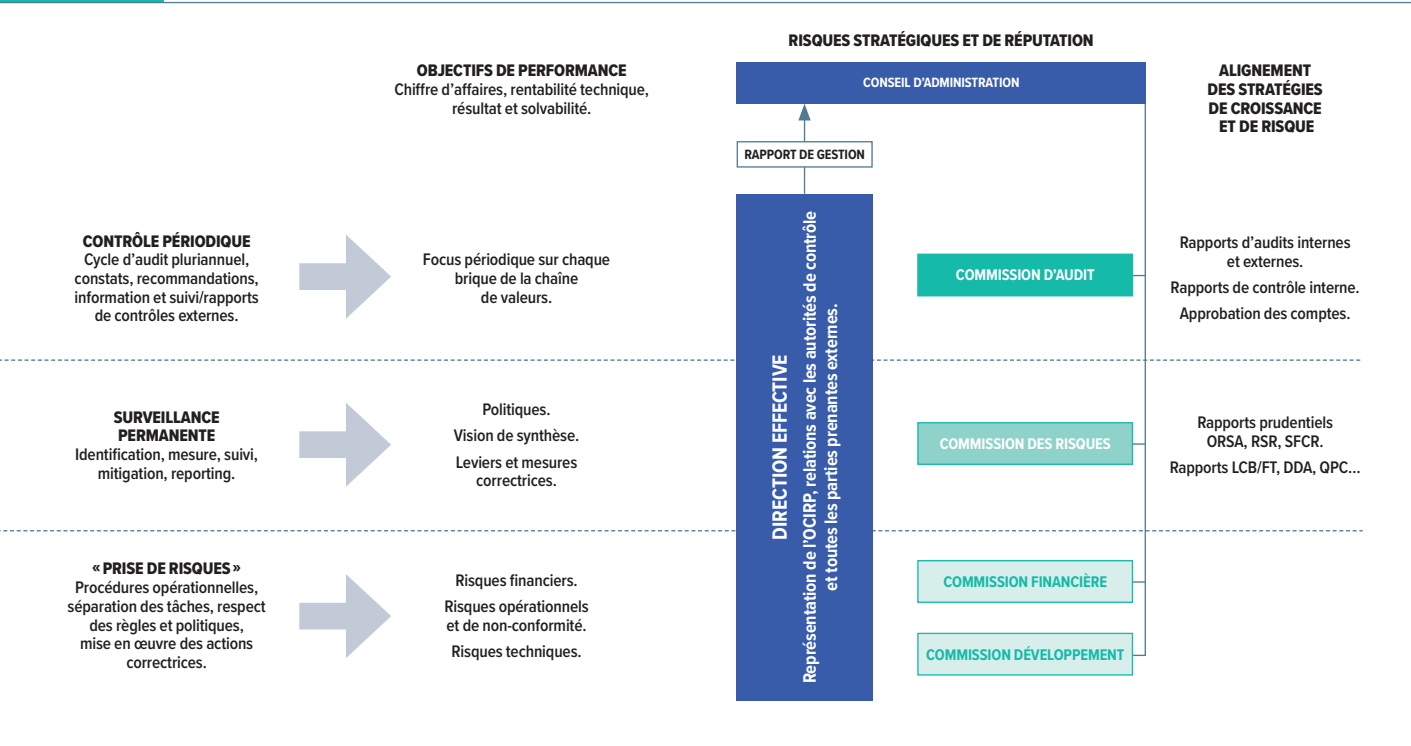 RISQUES STRATÉGIQUES ET DE RÉPUTATION
OBJECTIFS DE PERFORMANCE
Chiffre d’affaires, rentabilité technique,
résultat et solvabilité.
CONSEIL D’ADMINISTRATION
ALIGNEMENT
DES STRATÉGIES
DE CROISSANCE
ET DE RISQUE
RAPPORT DE GESTION
DIRECTION EFFECTIVE
Représentation de l’OCIRP, relations avec les autorités de contrôle
et toutes les parties prenantes externes.
CONTRÔLE PÉRIODIQUE
Cycle d’audit pluriannuel,
constats, recommandations,
information et suivi/rapports
de contrôles externes.
Focus périodique sur chaque
brique de la chaîne
de valeurs.
COMMISSION D’AUDIT
Rapports d’audits internes
et externes.
Rapports de contrôle interne.
Approbation des comptes.
SURVEILLANCE
PERMANENTE
Identification, mesure, suivi,
mitigation, reporting.
Politiques.
Vision de synthèse.
Leviers et mesures
correctrices.
COMMISSION DES RISQUES
Rapports prudentiels
ORSA, RSR, SFCR.
Rapports LCB/FT, DDA, QPC...
« PRISE DE RISQUES »
Procédures opérationnelles,
séparation des tâches, respect
des règles et politiques,
mise en œuvre des actions
correctrices.
Risques financiers.
Risques opérationnels
et de non-conformité.
Risques techniques.
COMMISSION FINANCIÈRE
COMMISSION DÉVELOPPEMENT